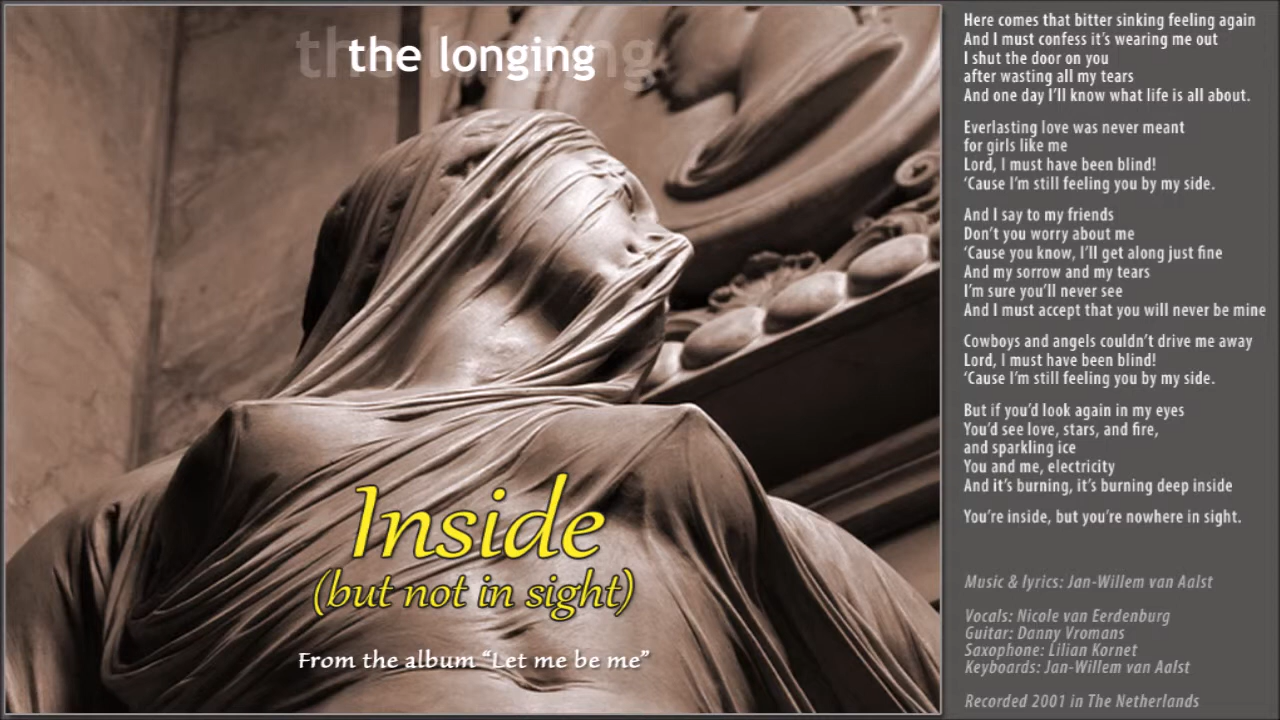 the longing
Inside
(but not in sight)
From the album “Let me be me”
Here comes that bitter sinking feeling again
And I must confess it’s wearing me out
I shut the door on you
after wasting all my tears
And one day I’ll know what life is all about.
Everlasting love was never meant
for girls like me
Lord, I must have been blind!
‘Cause I’m still feeling you by my side.
And I say to my friends
Don’t you worry about me
‘Cause you know, I’ll get along just fine
And my sorrow and my tears
I’m sure you’ll never see
And I must accept that you will never be mine
Cowboys and angels couldn’t drive me away
Lord, I must have been blind!
‘Cause I’m still feeling you by my side.
But if you’d look again in my eyes
You’d see love, stars, and fire,
and sparkling ice
You and me, electricity
And it’s burning, it’s burning deep inside
You’re inside, but you’re nowhere in sight.
Music & lyrics: Jan-Willem van Aalst
Vocals: Nicole van Eerdenburg
Guitar: Danny Vromans
Saxophone: Lilian Kornet
Keyboards: Jan-Willem van Aalst
Recorded 2001 in The Netherlands